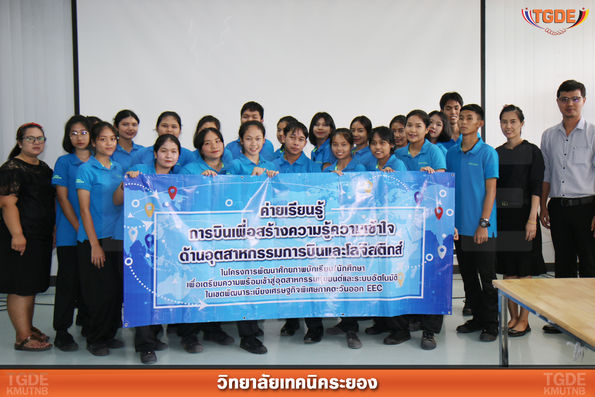 TGDE
ค่ายเรียนรู้
การบินเพื่อสร้างความรู้ความเข้าใจ
ด้านอุตสาหกรรมการบินและโลจิสติกส์
ในโครงการพัฒนาศักยภาพนักเรียน นักศึกษา
เพื่อเตรียมความพร้อมเข้าสู่อุตสาหกรรมหุ่นยนต์และระบบอัตโนมัติ
ในเขตพัฒนาระเบียงเศรษฐกิจพิเศษภาคตะวันออก EEC
TGDE
KMUTNB
วิทยาลัยเทคนิคระยอง
TGDE
KMUTNB